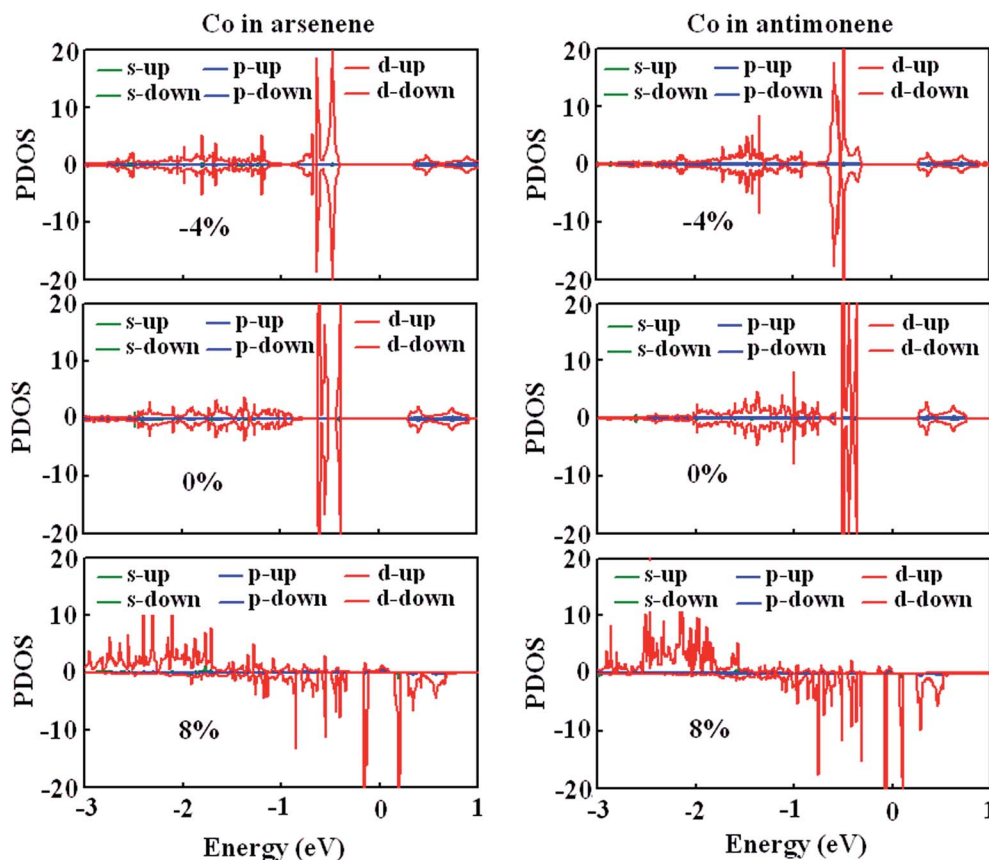 Co in arsenene
Co in antimonene
20
s-up p-up d-up
s-down p-down d-down
10
PDOS
0
-10
-4%
-20
20
s-up p-up d-up
s-down p-down d-down
10
PDOS
0
-10
-4%
-20
20
s-up p-up d-up
s-down p-down d-down
10
PDOS
0
-10
0%
-20
20
s-up p-up d-up
s-down p-down d-down
10
PDOS
0
-10
0%
-20
20
s-up p-up d-up
s-down p-down d-down
10
PDOS
0
-10
8%
-20
-3 -2 -1 0 1
Energy (eV)
20
s-up p-up d-up
s-down p-down d-down
10
PDOS
0
-10
8%
-20
-3 -2 -1 0 1
Energy (eV)